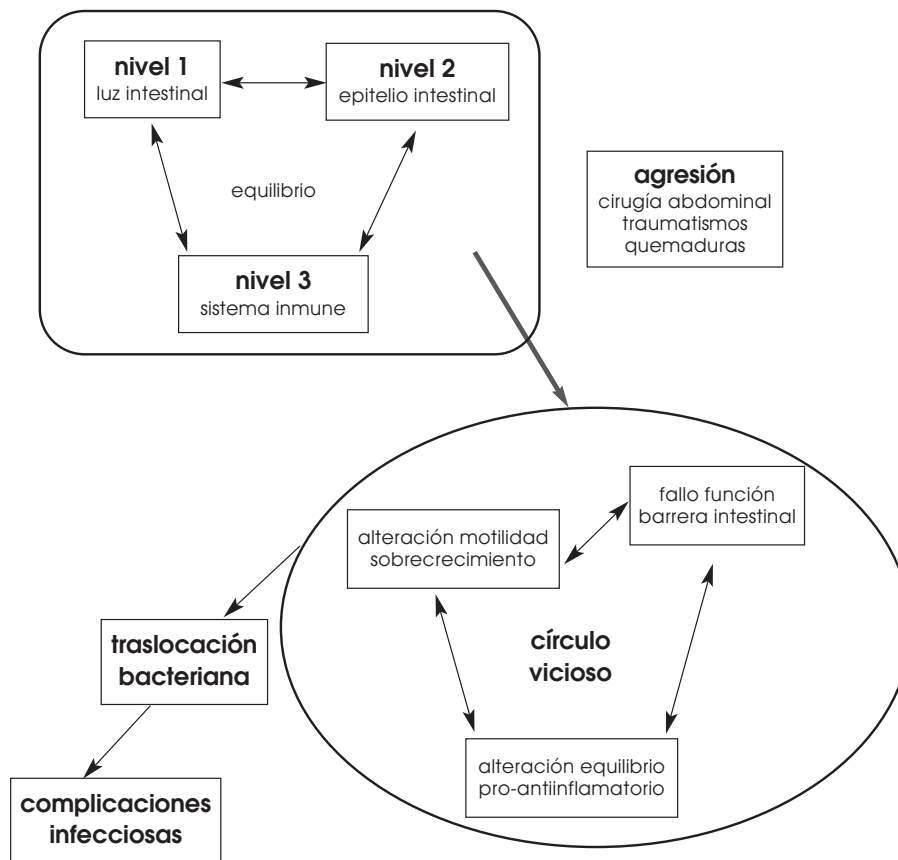 nivel 1
luz intestinal
nivel 2
epitelio intestinal
equilibrio
nivel 3
sistema inmune
agresión
cirugía abdominal
traumatismos
quemaduras
fallo función
barrera intestinal
alteración motilidad
sobrecrecimiento
círculo
vicioso
alteración equilibrio
pro-antiinflamatorio
traslocación
bacteriana
complicaciones
infecciosas